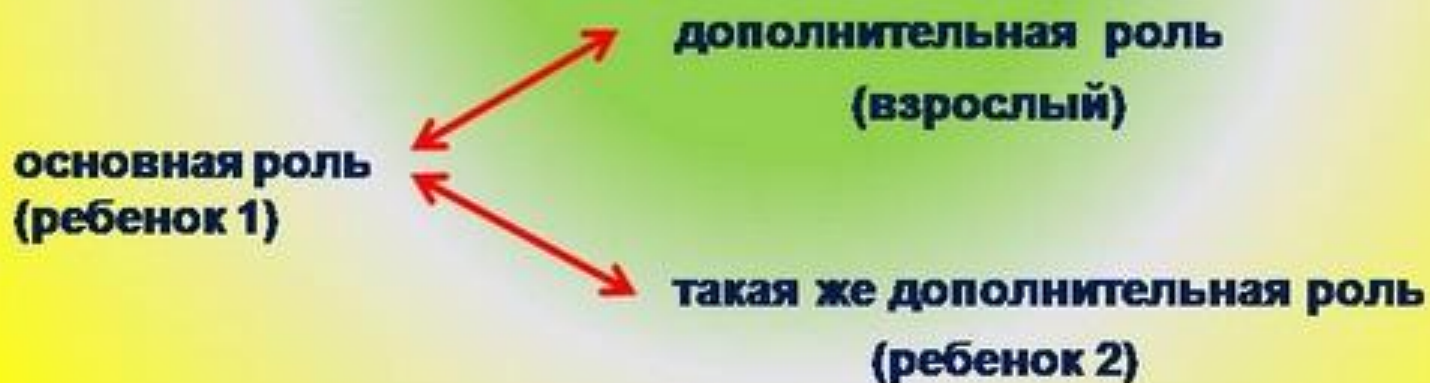 дополнительная роль
(взрослый)
основная роль
(ребенок 1)
такая же дополнительная роль
(ребенок 2)